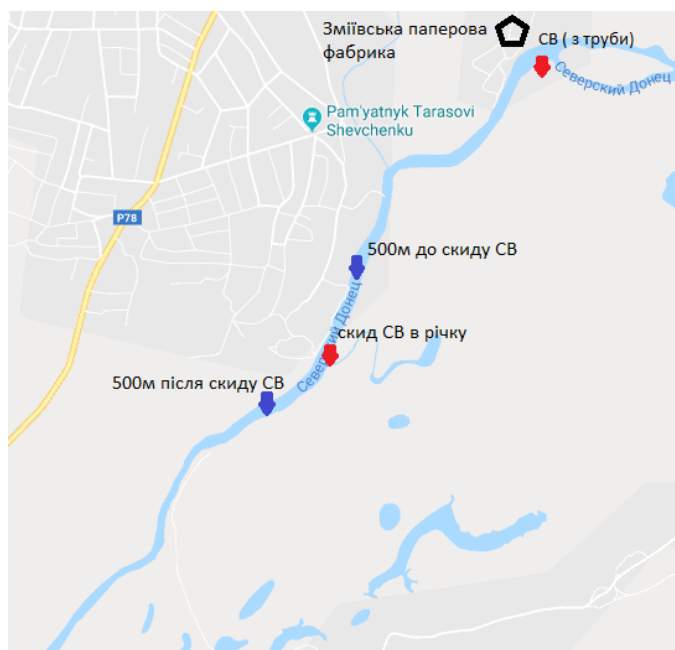 Зміївська паперова
фабрика
СВ ( з труби)
Северский Донец
Pam'yatnyk Tarasovi
Shevchenku
P78
500м до скиду СВ
Северский Донец
скид СВ в річку
500м після скиду СВ